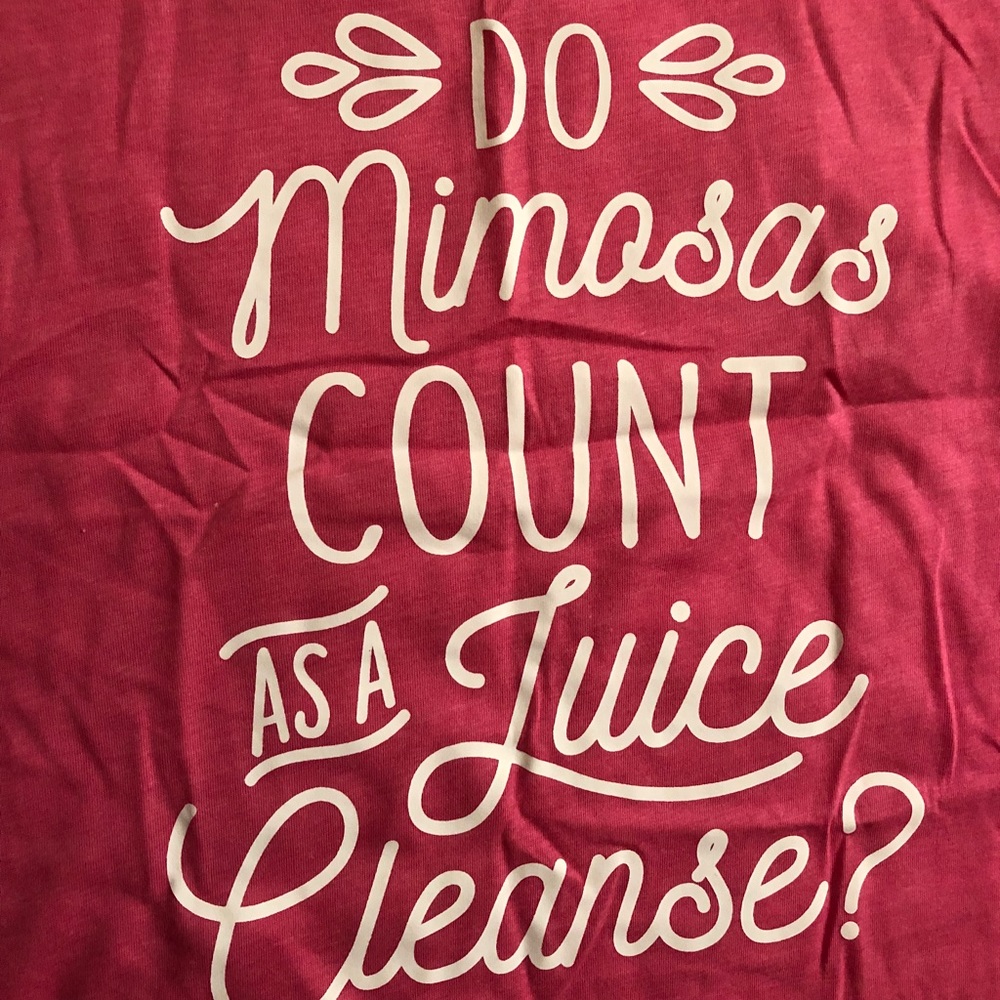 DO
Mimosas
COUNT
AS A Juice
Cleanse?